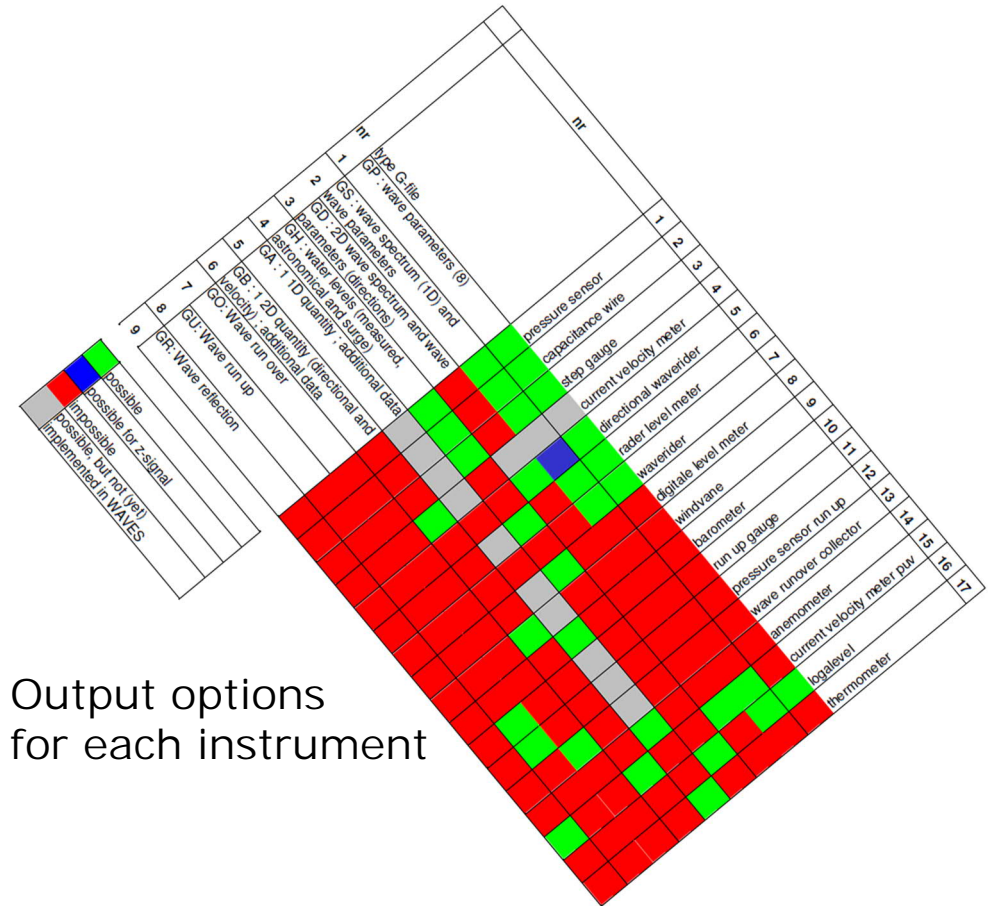 nr
1
2
3
4
5
6
7
8
9
10
11
12
13
14
15
16
17
pressure sensor
capacitance wire
step gauge
current velocity meter
directional waverider
rader level meter
waverider
digitale level meter
windvane
barometer
run up gauge
pressure sensor run up
wave runover collector
anemometer
current velocity meter puv
logalevel
thermometer
nr
type G-file
1
GP : wave parameters (8)
2
GS : wave spectrum (1D) and
wave parameters
3
GD : 2D wave spectrum and wave
parameters (directions)
4
GH : water levels (measured,
astronomical and surge)
5
GA : 1 1D quantity ; additional data
6
GB : 1 2D quantity (directional and
velocity) : additional data
7
GO: Wave run over
8
GU: Wave run up
9
GR: Wave reflection
possible
possible for z-signal
impossible
possible, but not (yet)
implemented in WAVES
Output options
for each instrument